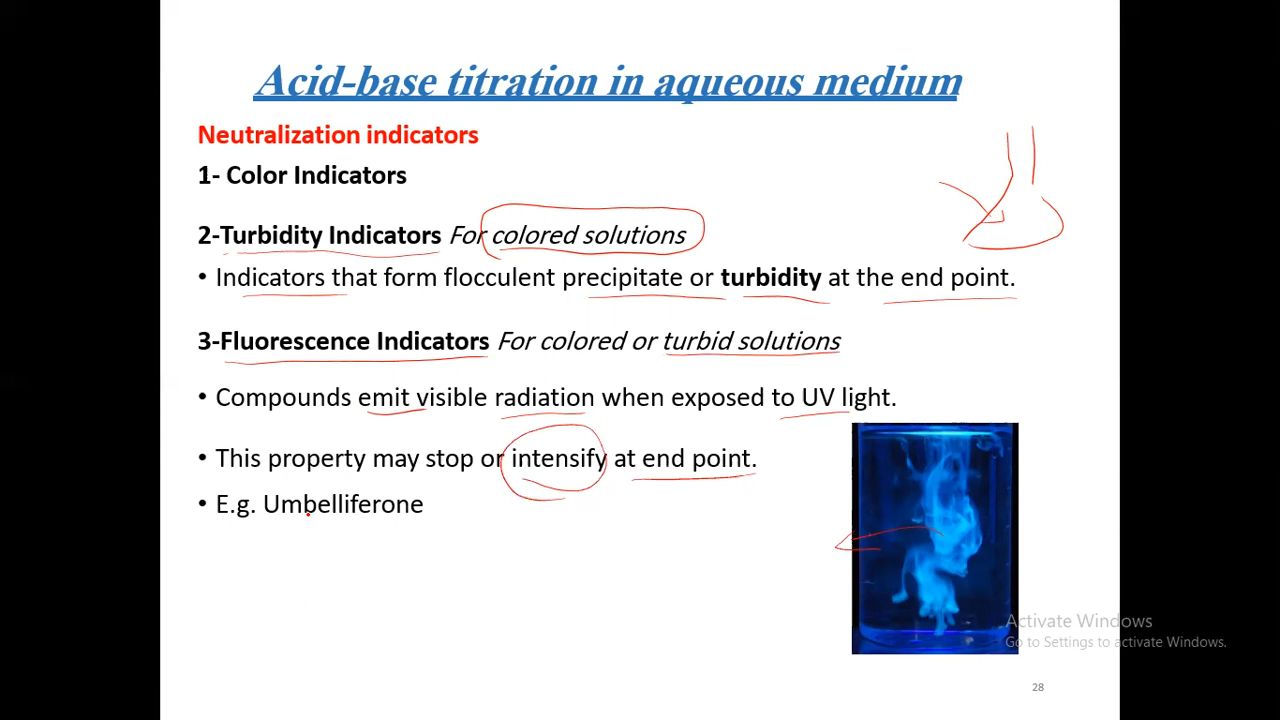 Acid-base titration in aqueous medium
Neutralization indicators
1- Color Indicators
2-Turbidity Indicators For colored solutions
• Indicators that form flocculent precipitate or turbidity at the end point.
3-Fluorescence Indicators For colored or turbid solutions
• Compounds emit visible radiation when exposed to UV light.
• This property may stop or intensify at end point.
• E.g. Umbelliferone
Activate Windows
Go to Settings to activate Windows.
28